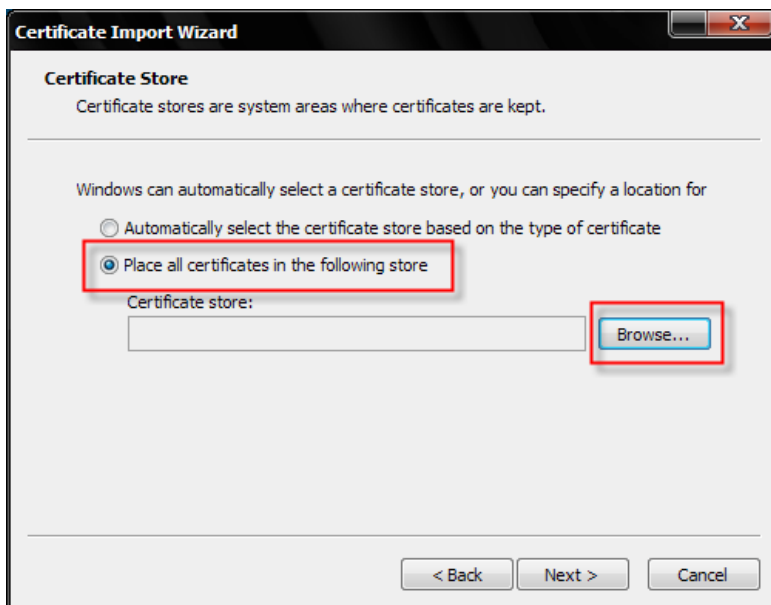 Certificate Import Wizard
Certificate Store
Certificate stores are system areas where certificates are kept.
Windows can automatically select a certificate store, or you can specify a location for
Automatically select the certificate store based on the type of certificate
Place all certificates in the following store
Certificate store:
Browse...
< Back Next > Cancel